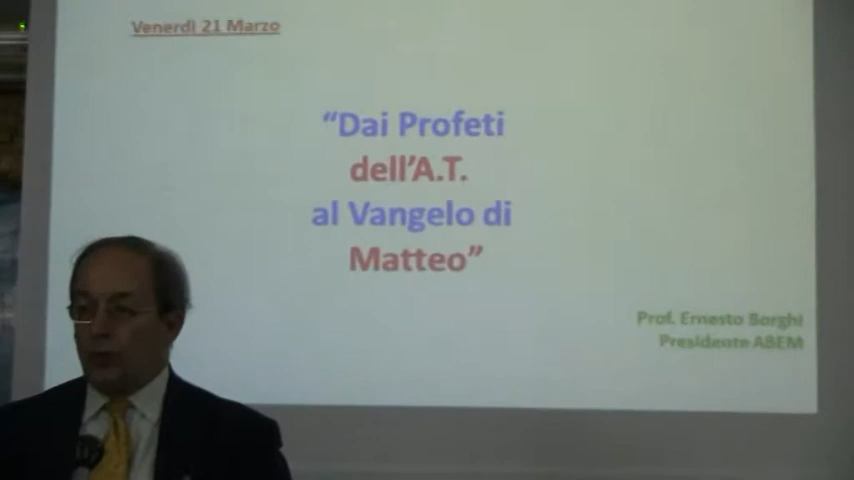 Venerdì 21 Marzo
“Dai Profeti
dell’A.T.
al Vangelo di
Matteo”
Prof. Ernesto Borghi
Presidente ABEM